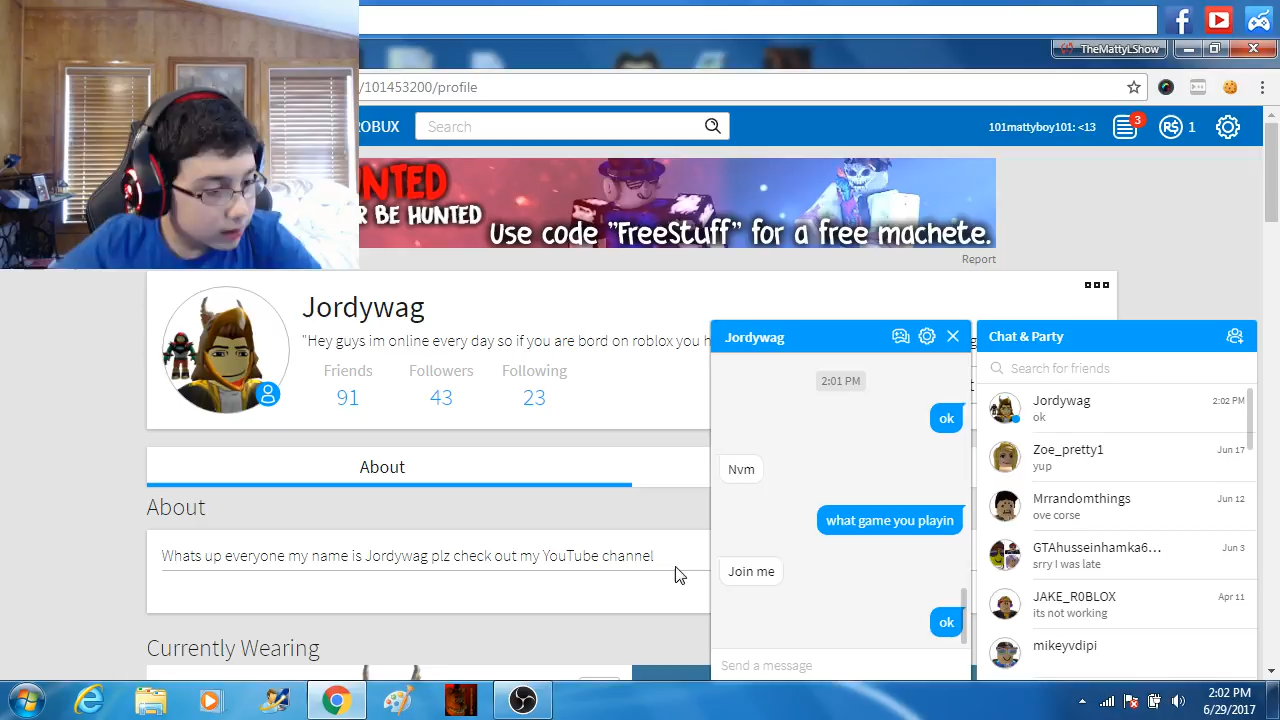 TheMattyLShow
/101453200/profile
ROBUX
Search
101mattyboy101: <13
3
R$ 1
NTED
R BE HUNTED
Use code "FreeStuff" for a free machete.
Report
Jordywag
"Hey guys im online every day so if you are bord on roblox you h
Friends
Followers
Following
91
43
23
About
About
Whats up everyone my name is Jordywag plz check out my YouTube channel
Currently Wearing
Jordywag
2:01 PM
ok
Nvm
what game you playin
Join me
ok
Send a message
Chat & Party
Search for friends
Jordywag
2:02 PM
ok
Zoe_pretty1
Jun 17
yup
Mrrandomthings
Jun 12
ove corse
GTAhusseinhamka6...
Jun 3
srry I was late
JAKE_R0BLOX
Apr 11
its not working
mikeyvdipi
2:02 PM
6/29/2017